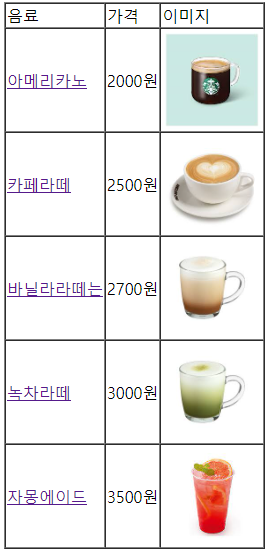 음료 가격 이미지
아메리카노 2000원
카페라떼 2500원
바닐라라떼는 2700원
녹차라떼 3000원
자몽에이드 3500원